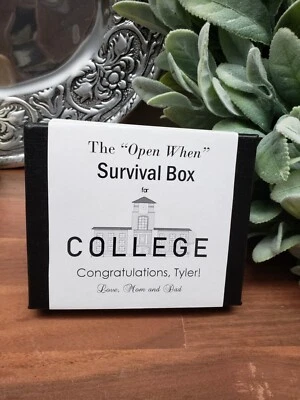 The “Open When”
Survival Box
for
COLLEGE
Congratulations, Tyler!
Love, Mom and Dad